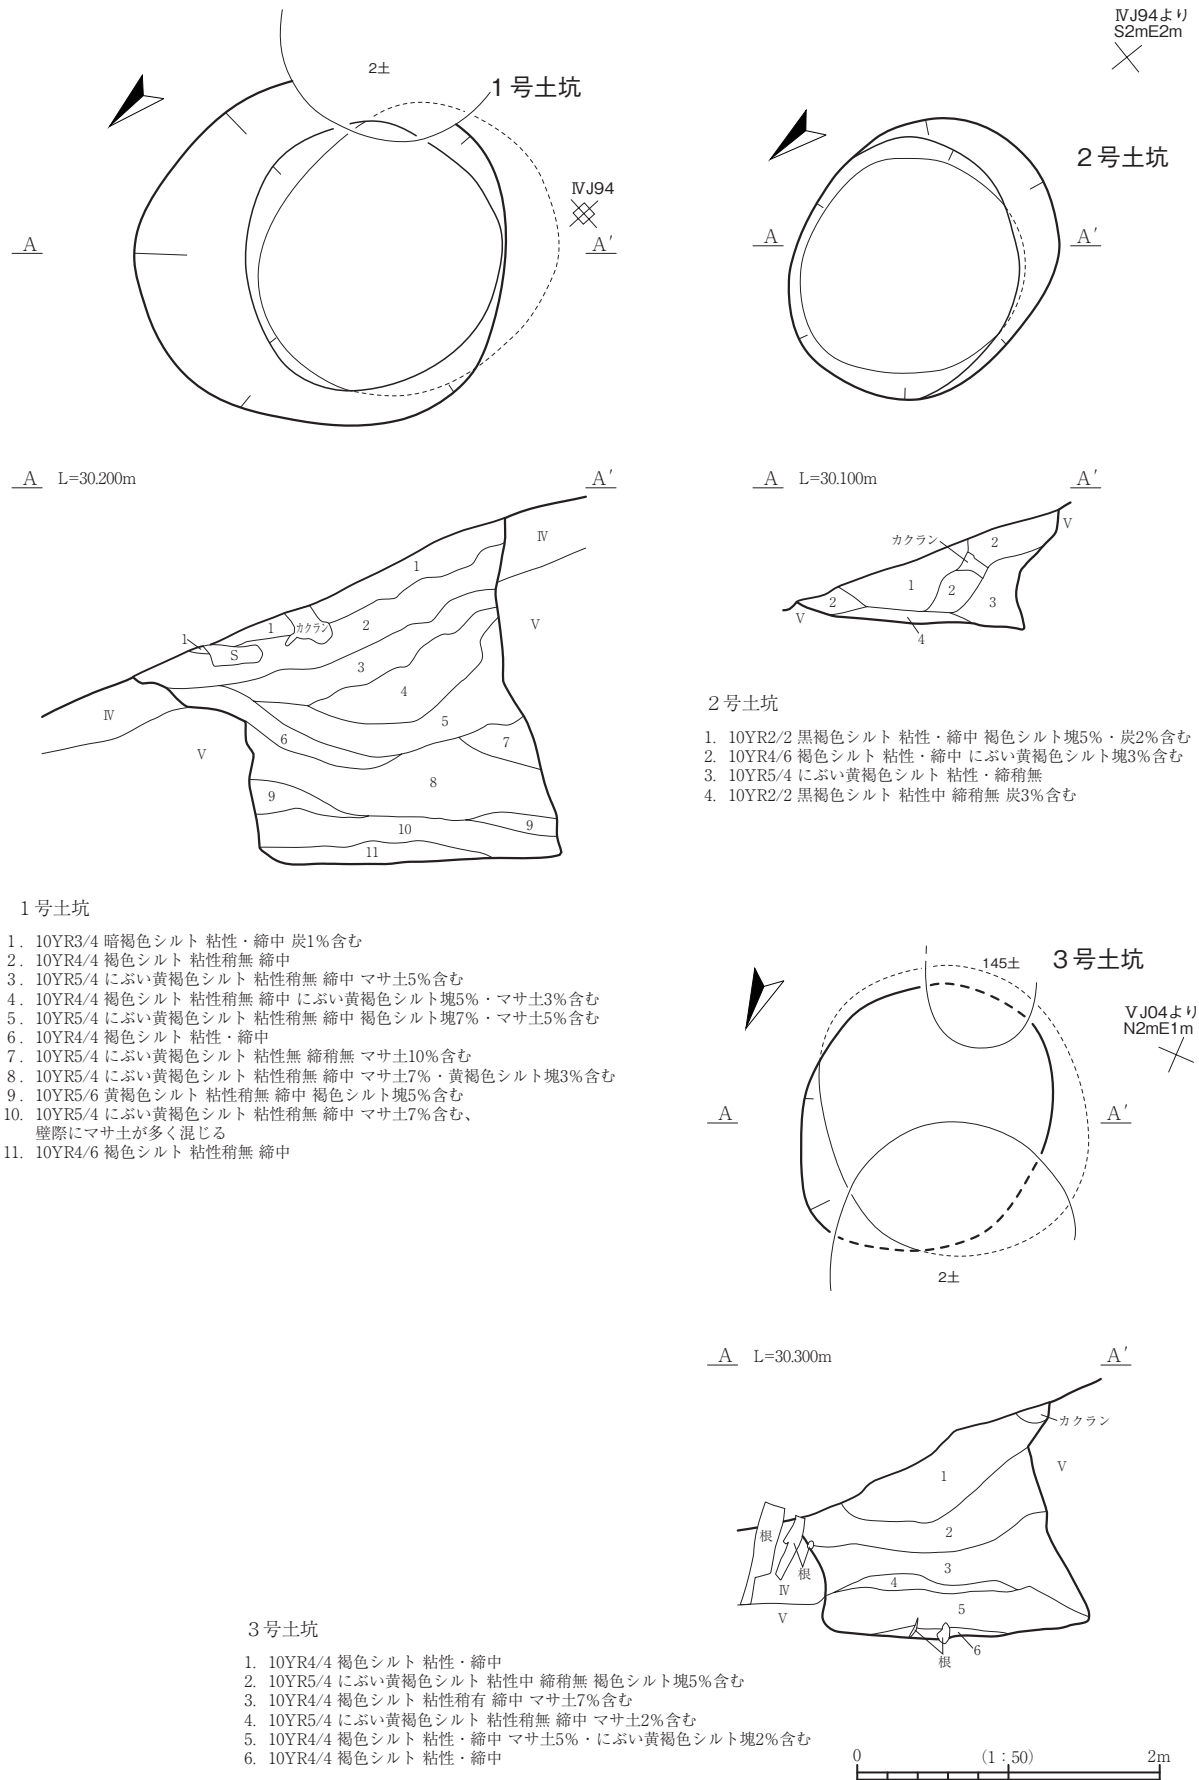 2土
1号土坑
ⅣJ94
A
A′
ⅣJ94より
S2mE2m
2号土坑
A
A′
A L=30.200m
A′
Ⅳ
1
1
カクラン
2
1
S
Ⅴ
3
4
Ⅳ
5
6
7
Ⅴ
8
9
9
10
11
A L=30.100m
A′
カクラン
2
Ⅴ
1
2
2
3
Ⅴ
4
2号土坑
1. 10YR2/2 黒褐色シルト 粘性・締中 褐色シルト塊5%・炭2%含む
2. 10YR4/6 褐色シルト 粘性・締中 にぶい黄褐色シルト塊3%含む
3. 10YR5/4 にぶい黄褐色シルト 粘性・締稍無
4. 10YR2/2 黒褐色シルト 粘性中 締稍無 炭3%含む
1号土坑
1. 10YR3/4 暗褐色シルト 粘性・締中 炭1%含む
2. 10YR4/4 褐色シルト 粘性稍無 締中
3. 10YR5/4 にぶい黄褐色シルト 粘性稍無 締中 マサ土5%含む
4. 10YR4/4 褐色シルト 粘性稍無 締中 にぶい黄褐色シルト塊5%・マサ土3%含む
5. 10YR5/4 にぶい黄褐色シルト 粘性稍無 締中 褐色シルト塊7%・マサ土5%含む
6. 10YR4/4 褐色シルト 粘性・締中
7. 10YR5/4 にぶい黄褐色シルト 粘性無 締稍無 マサ土10%含む
8. 10YR5/4 にぶい黄褐色シルト 粘性稍無 締中 マサ土7%・黄褐色シルト塊3%含む
9. 10YR5/6 黄褐色シルト 粘性稍無 締中 褐色シルト塊5%含む
10. 10YR5/4 にぶい黄褐色シルト 粘性稍無 締中 マサ土7%含む、
壁際にマサ土が多く混じる
11. 10YR4/6 褐色シルト 粘性稍無 締中
145土
3号土坑
ⅤJ04より
N2mE1m
A
A′
2土
A L=30.300m
A′
カクラン
1
Ⅴ
根
2
根
3
Ⅳ
4
Ⅴ
5
6
根
3号土坑
1. 10YR4/4 褐色シルト 粘性・締中
2. 10YR5/4 にぶい黄褐色シルト 粘性中 締稍無 褐色シルト塊5%含む
3. 10YR4/4 褐色シルト 粘性稍有 締中 マサ土7%含む
4. 10YR5/4 にぶい黄褐色シルト 粘性稍無 締中 マサ土2%含む
5. 10YR4/4 褐色シルト 粘性・締中 マサ土5%・にぶい黄褐色シルト塊2%含む
6. 10YR4/4 褐色シルト 粘性・締中
0 (1:50) 2m